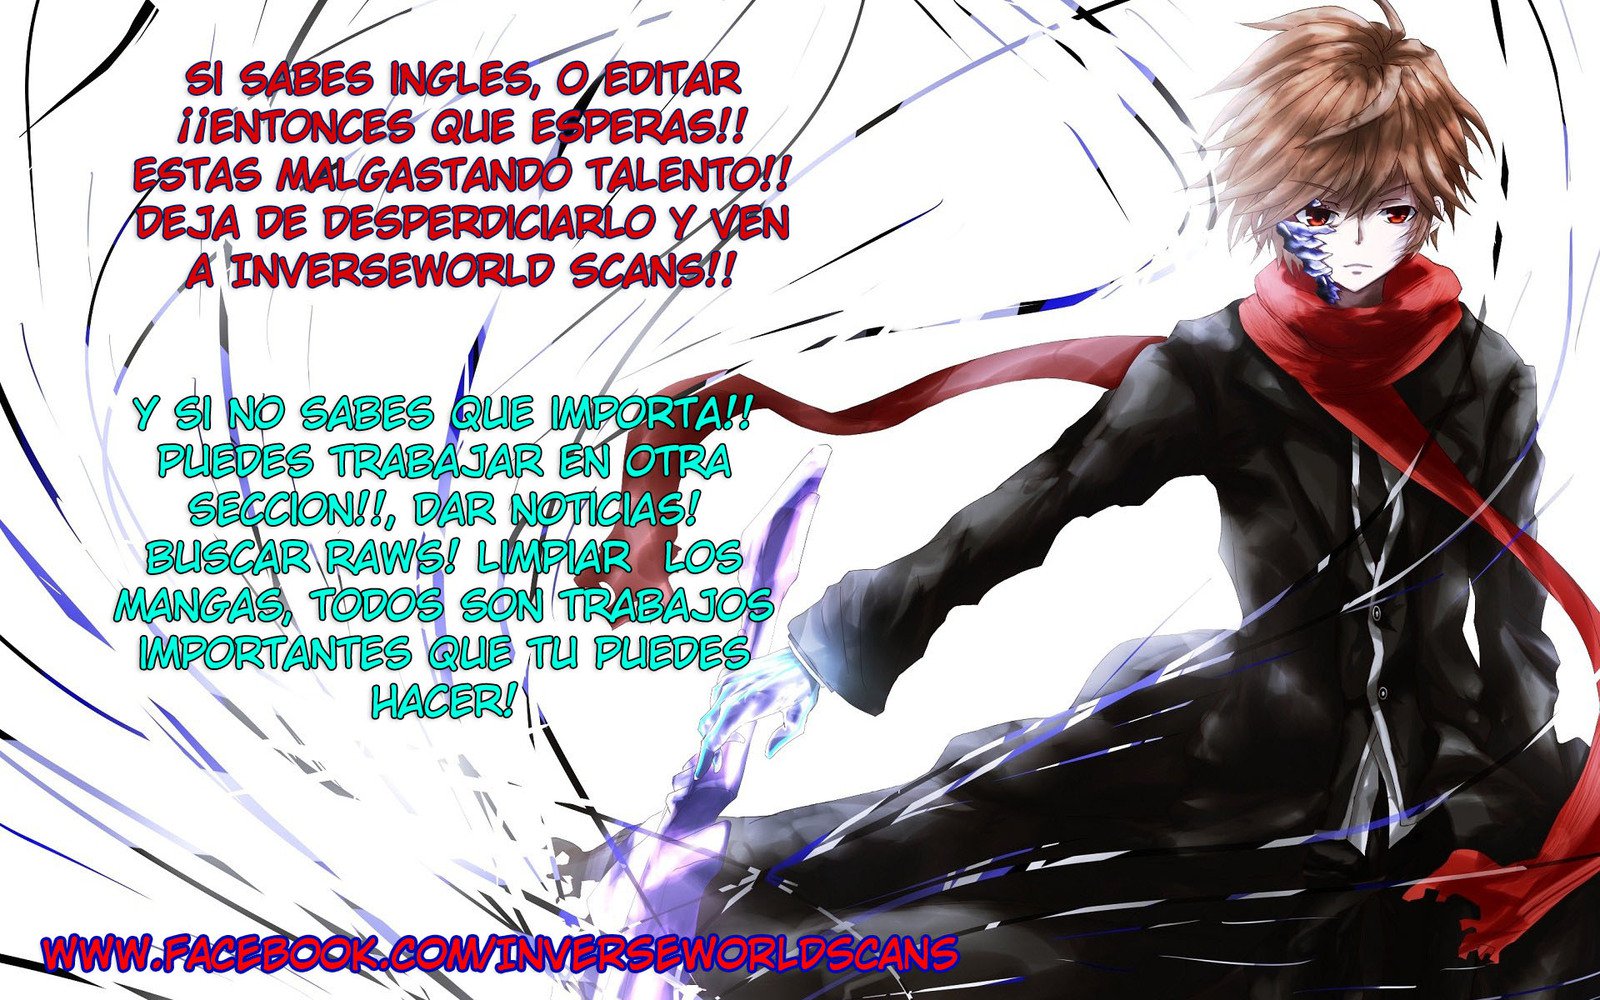 SI SABES INGLES, O EDITAR
¡¡ENTONCES QUE ESPERAS!!
ESTAS MALGASTANDO TALENTO!!
DEJA DE DESPERDICIARLO Y VEN
A INVERSEWORLD SCANS!!
Y SI NO SABES QUE IMPORTA!!
PUEDES TRABAJAR EN OTRA
SECCION!!, DAR NOTICIAS!
BUSCAR RAWS! LIMPIAR LOS
MANGAS, TODOS SON TRABAJOS
IMPORTANTES QUE TU PUEDES
HACER!
WWW.FACEBOOK.COM/INVERSEWORLDSCANS